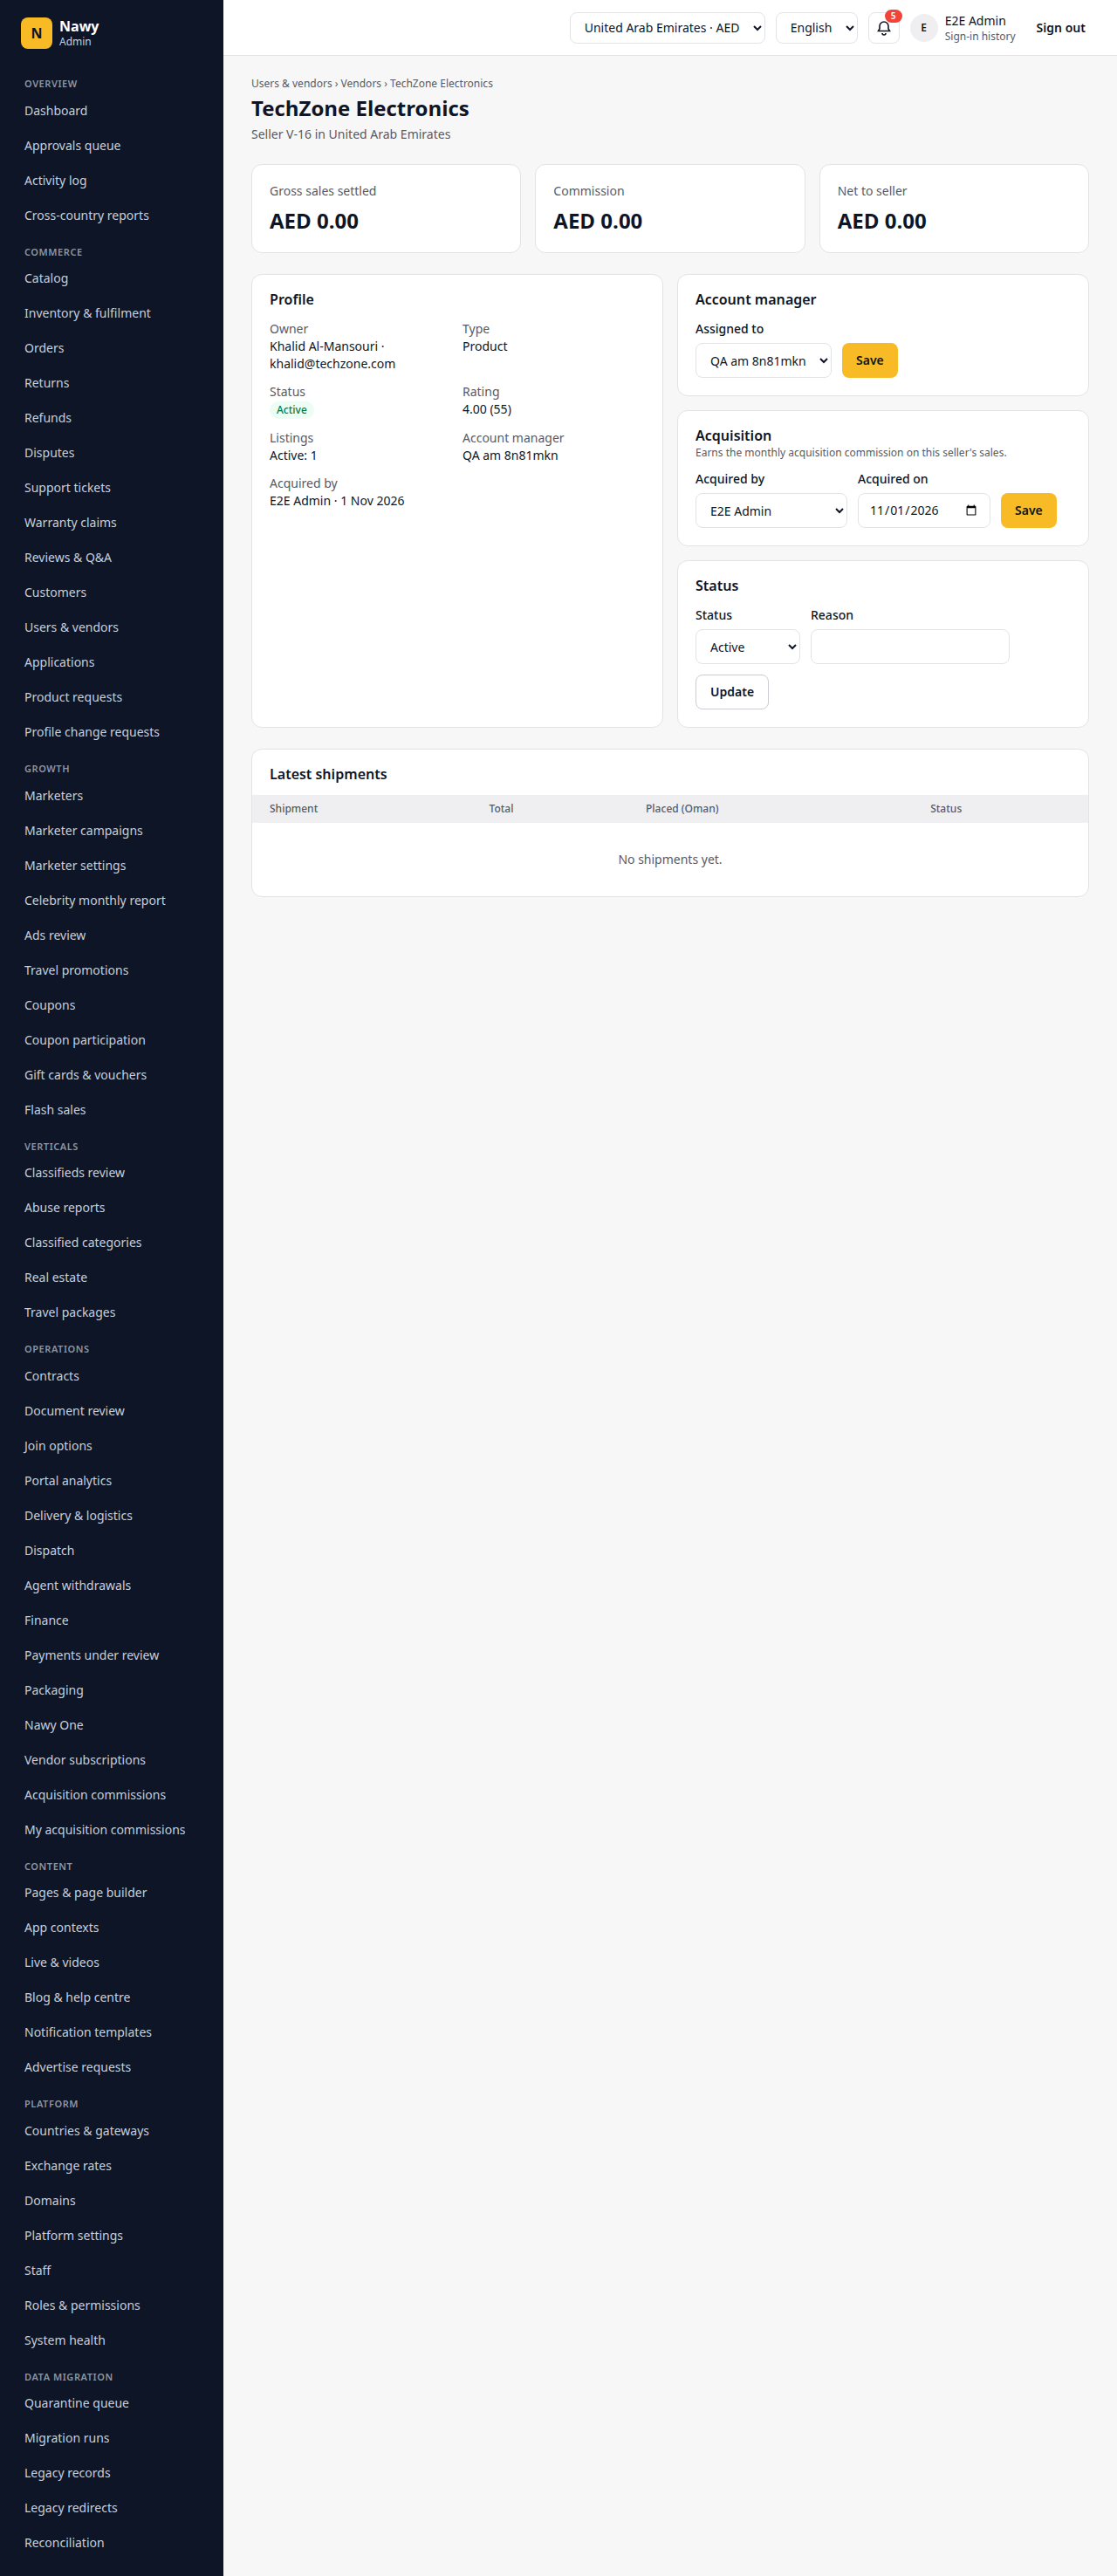 N
Nawy
Admin
OVERVIEW
Dashboard
Approvals queue
Activity log
Cross-country reports
COMMERCE
Catalog
Inventory & fulfilment
Orders
Returns
Refunds
Disputes
Support tickets
Warranty claims
Reviews & Q&A
Customers
Users & vendors
Applications
Product requests
Profile change requests
GROWTH
Marketers
Marketer campaigns
Marketer settings
Celebrity monthly report
Ads review
Travel promotions
Coupons
Coupon participation
Gift cards & vouchers
Flash sales
VERTICALS
Classifieds review
Abuse reports
Classified categories
Real estate
Travel packages
OPERATIONS
Contracts
Document review
Join options
Portal analytics
Delivery & logistics
Dispatch
Agent withdrawals
Finance
Payments under review
Packaging
Nawy One
Vendor subscriptions
Acquisition commissions
My acquisition commissions
CONTENT
Pages & page builder
App contexts
Live & videos
Blog & help centre
Notification templates
Advertise requests
PLATFORM
Countries & gateways
Exchange rates
Domains
Platform settings
Staff
Roles & permissions
System health
DATA MIGRATION
Quarantine queue
Migration runs
Legacy records
Legacy redirects
Reconciliation
United Arab Emirates · AED
English
5
E
E2E Admin
Sign-in history
Sign out
Users & vendors › Vendors › TechZone Electronics
TechZone Electronics
Seller V-16 in United Arab Emirates
Gross sales settled
AED 0.00
Commission
AED 0.00
Net to seller
AED 0.00
Profile
Owner
Khalid Al-Mansouri ·
khalid@techzone.com
Type
Product
Status
Active
Rating
4.00 (55)
Listings
Active: 1
Account manager
QA am 8n81mkn
Acquired by
E2E Admin · 1 Nov 2026
Account manager
Assigned to
QA am 8n81mkn
Save
Acquisition
Earns the monthly acquisition commission on this seller's sales.
Acquired by
Acquired on
E2E Admin
11/01/2026
Save
Status
Status
Reason
Active
Update
Latest shipments
Shipment
Total
Placed (Oman)
Status
No shipments yet.